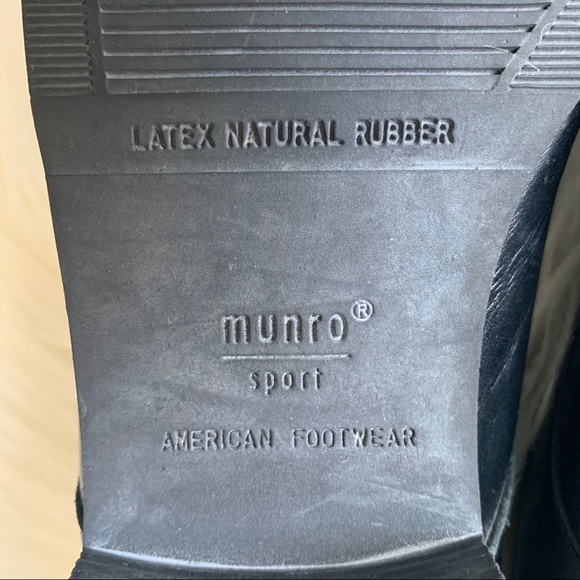 LATEX NATURAL RUBBER
munro®
sport
AMERICAN FOOTWEAR